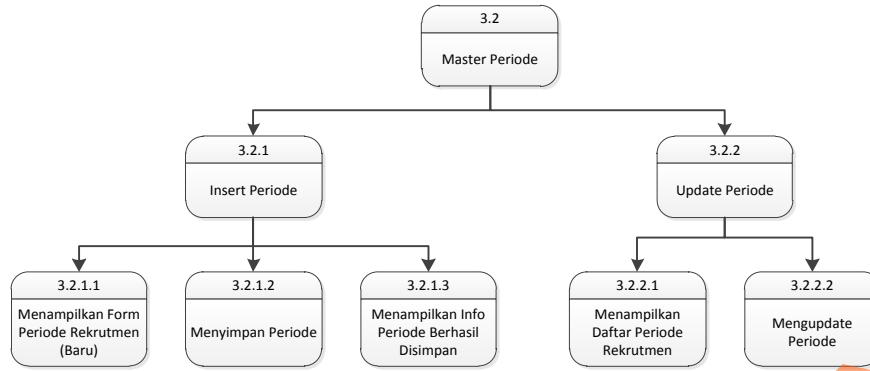 3.2
Master Periode
3.2.1
Insert Periode
3.2.2
Update Periode
3.2.1.1
Menampilkan Form
Periode Rekrutmen
(Baru)
3.2.1.2
Menyimpan Periode
3.2.1.3
Menampilkan Info
Periode Berhasil
Disimpan
3.2.2.1
Menampilkan
Daftar Periode
Rekrutmen
3.2.2.2
Mengupdate
Periode